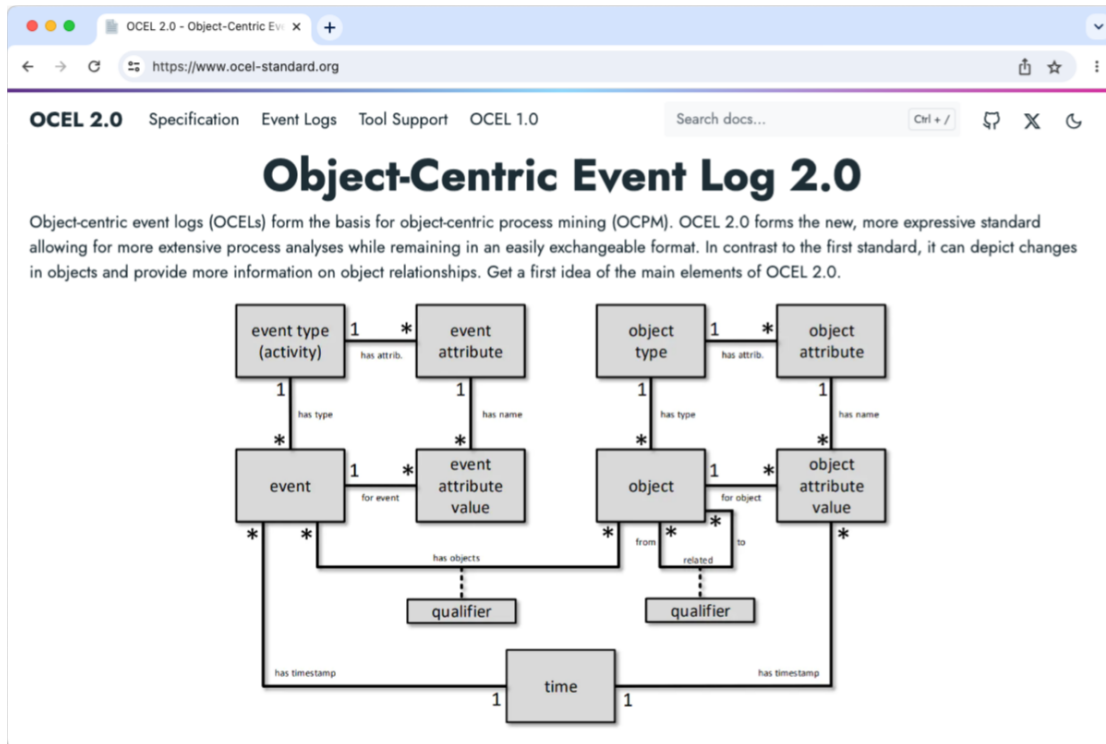 OCEL 2.0 - Object-Centric Ev
https://www.ocel-standard.org
OCEL 2.0 Specification Event Logs Tool Support OCEL 1.0 Search docs... Ctrl + /
Object-Centric Event Log 2.0
Object-centric event logs (OCELs) form the basis for object-centric process mining (OCPM). OCEL 2.0 forms the new, more expressive standard
allowing for more extensive process analyses while remaining in an easily exchangeable format. In contrast to the first standard, it can depict changes
in objects and provide more information on object relationships. Get a first idea of the main elements of OCEL 2.0.
event type 1 * event object 1 * object
(activity) has attrib. attribute type has attrib. attribute
1 1 1 1
has type has name has type has name
* * * *
event 1 * event attribute value object 1 * object attribute value
for event for object
* * * * * *
from to
has objects related
qualifier qualifier
has timestamp has timestamp
time
1 1